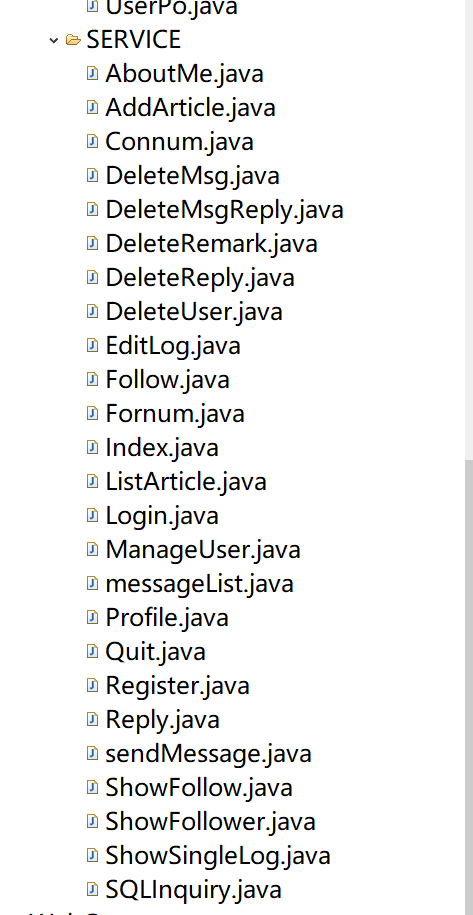 UserPo.java
SERVICE
AboutMe.java
AddArticle.java
Connum.java
DeleteMsg.java
DeleteMsgReply.java
DeleteRemark.java
DeleteReply.java
DeleteUser.java
EditLog.java
Follow.java
Fornum.java
Index.java
ListArticle.java
Login.java
ManageUser.java
messageList.java
Profile.java
Quit.java
Register.java
Reply.java
sendMessage.java
ShowFollow.java
ShowFollower.java
ShowSingleLog.java
SQLInquiry.java